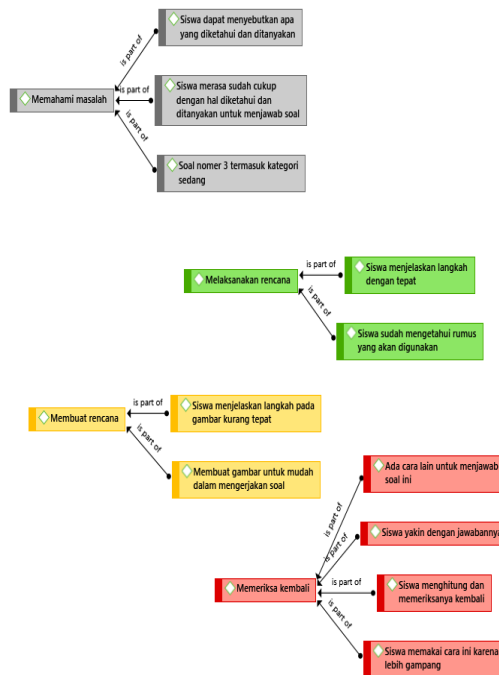 Siswa dapat menyebutkan apa
yang diketahui dan ditanyakan
is part of
Memahami masalah
is part of
Siswa merasa sudah cukup
dengan hal diketahui dan
ditanyakan untuk menjawab soal
is part of
Soal nomer 3 termasuk kategori
sedang
Melaksanakan rencana
is part of
Siswa menjelaskan langkah
dengan tepat
is part of
Siswa sudah mengetahui rumus
yang akan digunakan
Membuat rencana
is part of
Siswa menjelaskan langkah pada
gambar kurang tepat
is part of
Membuat gambar untuk mudah
dalam mengerjakan soal
Ada cara lain untuk menjawab
soal ini
is part of
Siswa yakin dengan jawabannya
is part of
Memeriksa kembali
is part of
Siswa menghitung dan
memeriksanya kembali
is part of
Siswa memakai cara ini karena
lebih gampang